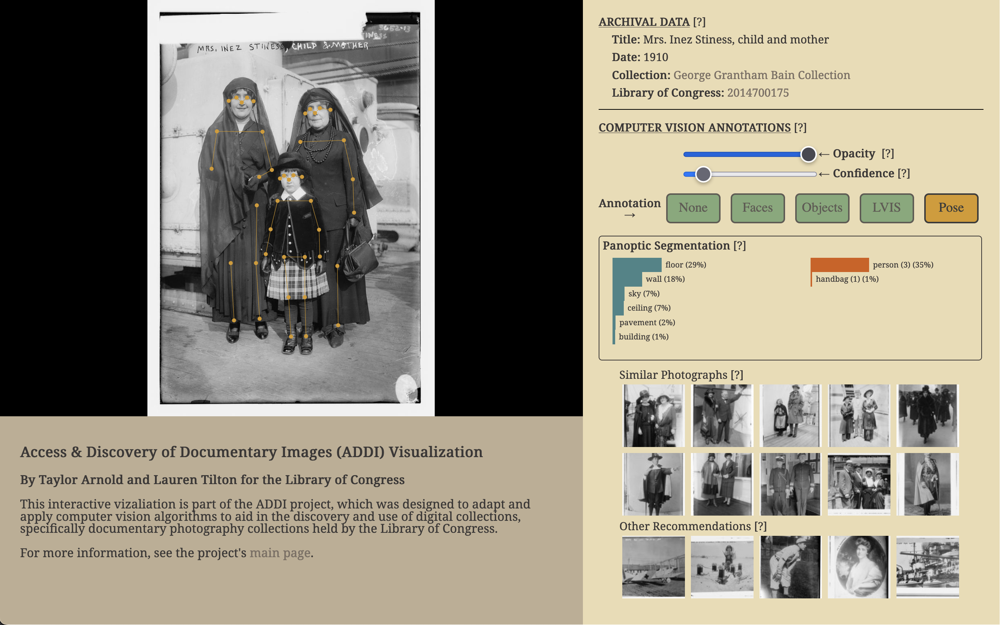 3652-13
TINESS
MRS. INEZ STINESS, CHILD & MOTHER
Access & Discovery of Documentary Images (ADDI) Visualization
By Taylor Arnold and Lauren Tilton for the Library of Congress
This interactive vizaliation is part of the ADDI project, which was designed to adapt and
apply computer vision algorithms to aid in the discovery and use of digital collections,
specifically documentary photography collections held by the Library of Congress.
For more information, see the project's main page.
ARCHIVAL DATA [?]
Title: Mrs. Inez Stiness, child and mother
Date: 1910
Collection: George Grantham Bain Collection
Library of Congress: 2014700175
COMPUTER VISION ANNOTATIONS [?]
← Opacity [?]
← Confidence [?]
Annotation
→
None
Faces
Objects
LVIS
Pose
Panoptic Segmentation [?]
floor (29%)
wall (18%)
sky (7%)
ceiling (7%)
pavement (2%)
building (1%)
person (3) (35%)
handbag (1) (1%)
Similar Photographs [?]
Other Recommendations [?]